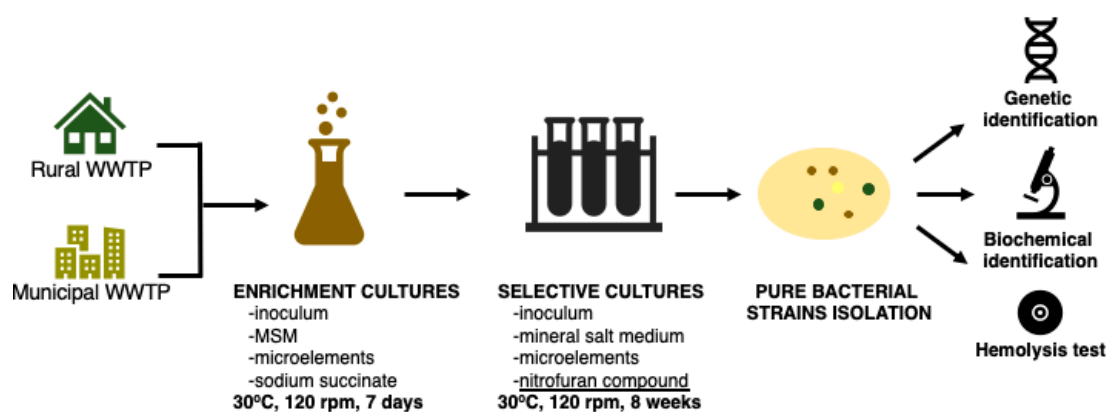 Rural WWTP
Municipal WWTP
ENRICHMENT CULTURES
-inoculum
-MSM
-microelements
-sodium succinate
30ºC, 120 rpm, 7 days
SELECTIVE CULTURES
-inoculum
-mineral salt medium
-microelements
-nitrofuran compound
30ºC, 120 rpm, 8 weeks
PURE BACTERIAL
STRAINS ISOLATION
Genetic
identification
Biochemical
identification
Hemolysis test